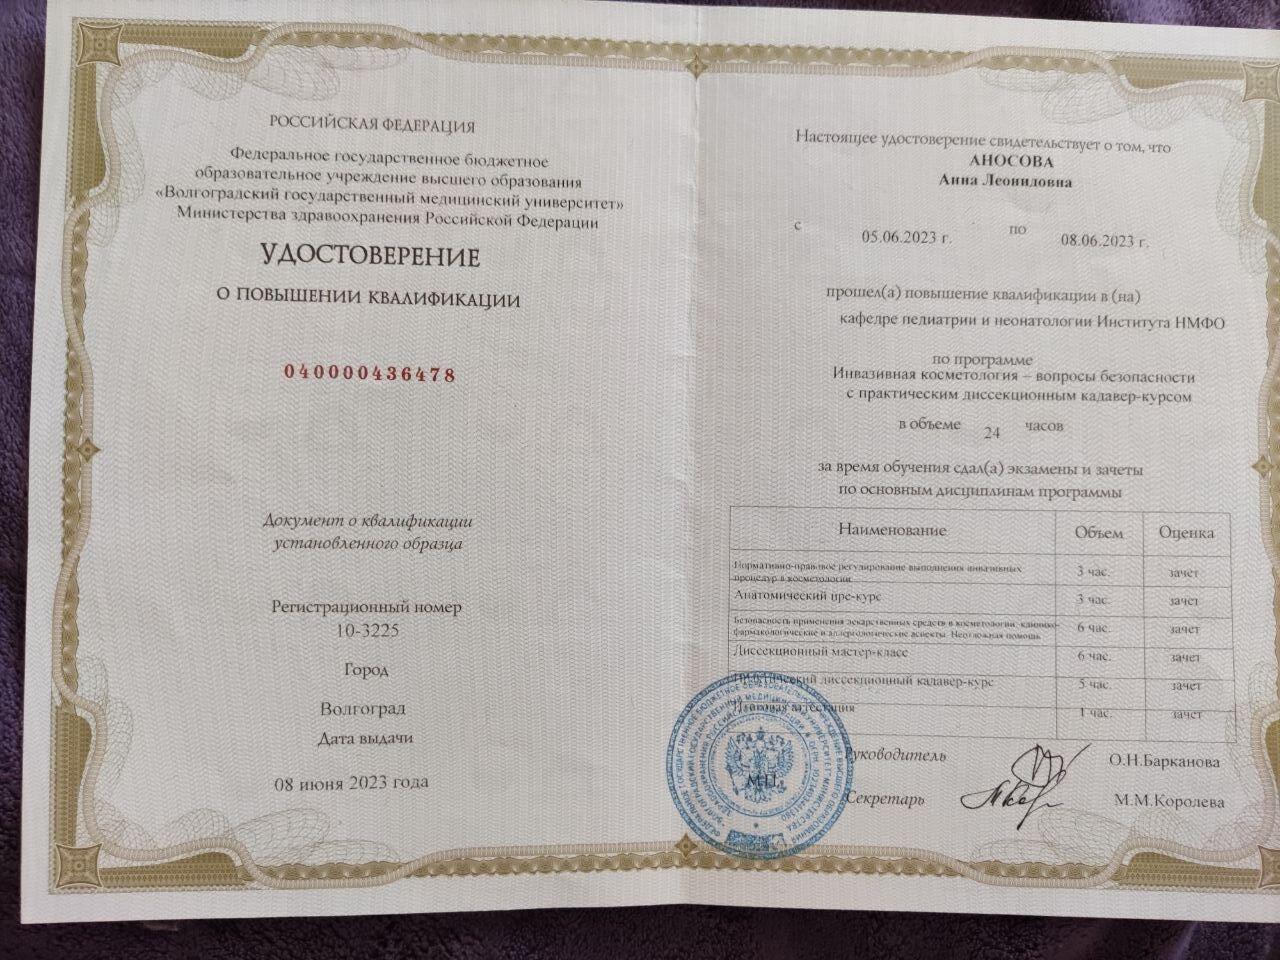 РОССИЙСКАЯ ФЕДЕРАЦИЯ
Федеральное государственное бюджетное
образовательное учреждение высшего образования
«Волгоградский государственный медицинский университет»
Министерства здравоохранения Российской Федерации
УДОСТОВЕРЕНИЕ
О ПОВЫШЕНИИ КВАЛИФИКАЦИИ
040000436478
Документ о квалификации
установленного образца
Регистрационный номер
10-3225
Город
Волгоград
Дата выдачи
08 июня 2023 года
Настоящее удостоверение свидетельствует о том, что
АНОСОВА
Анна Леонидовна
с 05.06.2023 г. по 08.06.2023 г.
прошел(а) повышение квалификации в (на)
кафедре педиатрии и неонатологии Института НМФО
по программе
Инвазивная косметология – вопросы безопасности
с практическим диссекционным кадавер-курсом
в объеме 24 часов
за время обучения сдал(а) экзамены и зачеты
по основным дисциплинам программы
Наименование Объем Оценка
Нормативно-правовое регулирование выполнения инвазивных
процедур в косметологии 3 час. зачет
Анатомический пре-курс 3 час. зачет
Безопасность применения лекарственных средств в косметологии: клинико-
фармакологические и аллергологические аспекты. Неотложная помощь 6 час. зачет
Диссекционный мастер-класс 6 час. зачет
Практический диссекционный кадавер-курс 5 час. зачет
Итоговая аттестация 1 час. зачет
М.П.
Руководитель О.Н.Барканова
Секретарь М.М.Королева